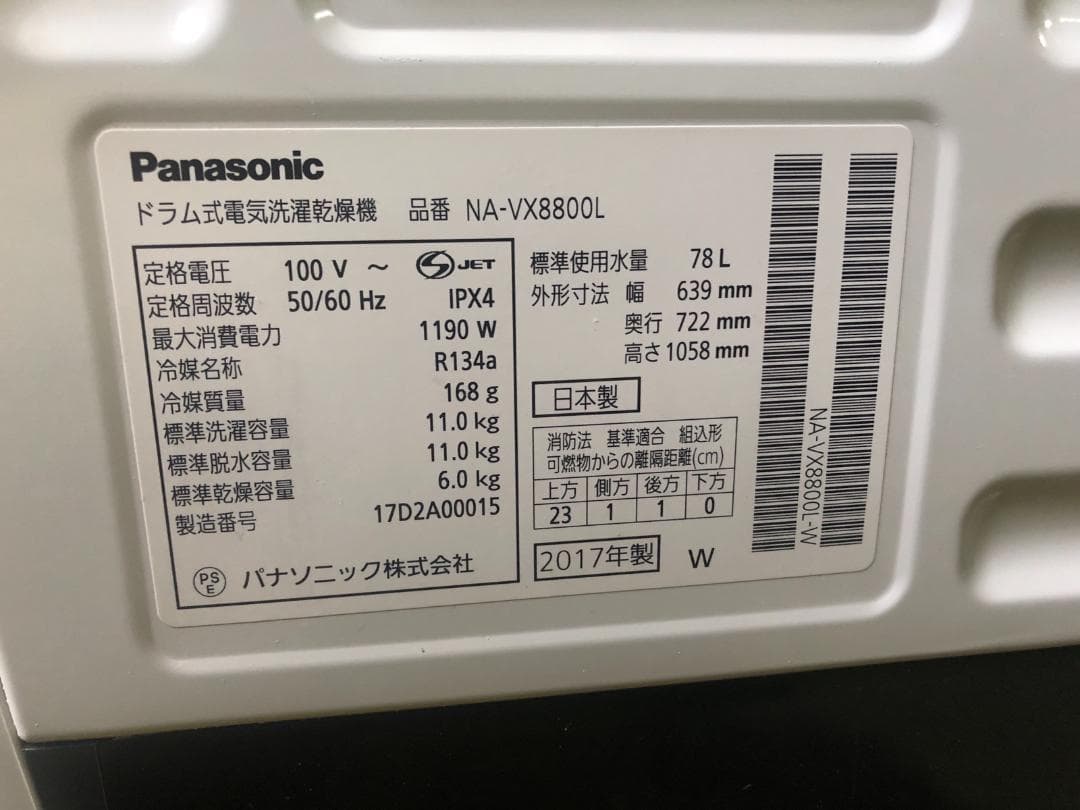 Panasonic
ドラム式電気洗濯乾燥機 品番 NA-VX8800L
定格電圧 100 V ～ S JET
定格周波数 50/60 Hz IPX4
最大消費電力 1190 W
冷媒名称 R134a
冷媒質量 168 g
標準洗濯容量 11.0 kg
標準脱水容量 11.0 kg
標準乾燥容量 6.0 kg
製造番号 17D2A00015
PS E パナソニック株式会社
標準使用水量 78 L
外形寸法 幅 639 mm
奥行 722 mm
高さ 1058 mm
日本製
消防法 基準適合 組込形
可燃物からの離隔距離(cm)
上方 側方 後方 下方
23 1 1 0
2017年製 W
NA-VX8800L-W